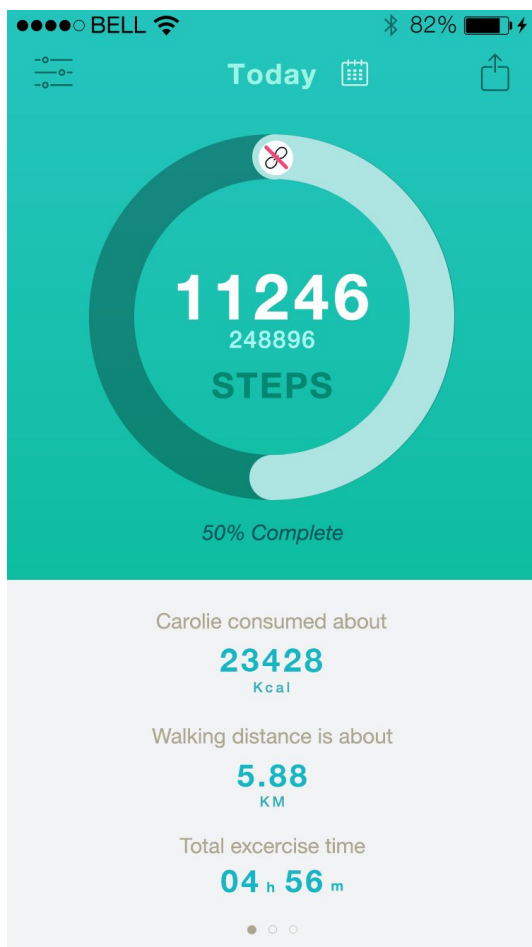 BELL 82%
Today
11246
248896
STEPS
50% Complete
Carolie consumed about
23428
Kcal
Walking distance is about
5.88
KM
Total excercise time
04 h 56 m